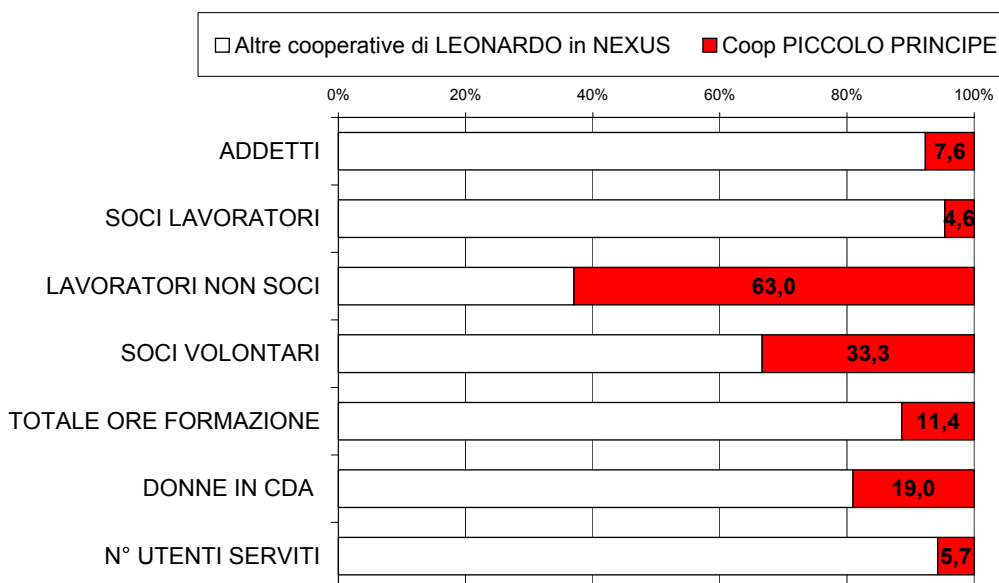 Altre cooperative di LEONARDO in NEXUS Coop PICCOLO PRINCIPE
0% 20% 40% 60% 80% 100%
ADDETTI 7,6
SOCI LAVORATORI 4,6
LAVORATORI NON SOCI 63,0
SOCI VOLONTARI 33,3
TOTALE ORE FORMAZIONE 11,4
DONNE IN CDA 19,0
N° UTENTI SERVITI 5,7